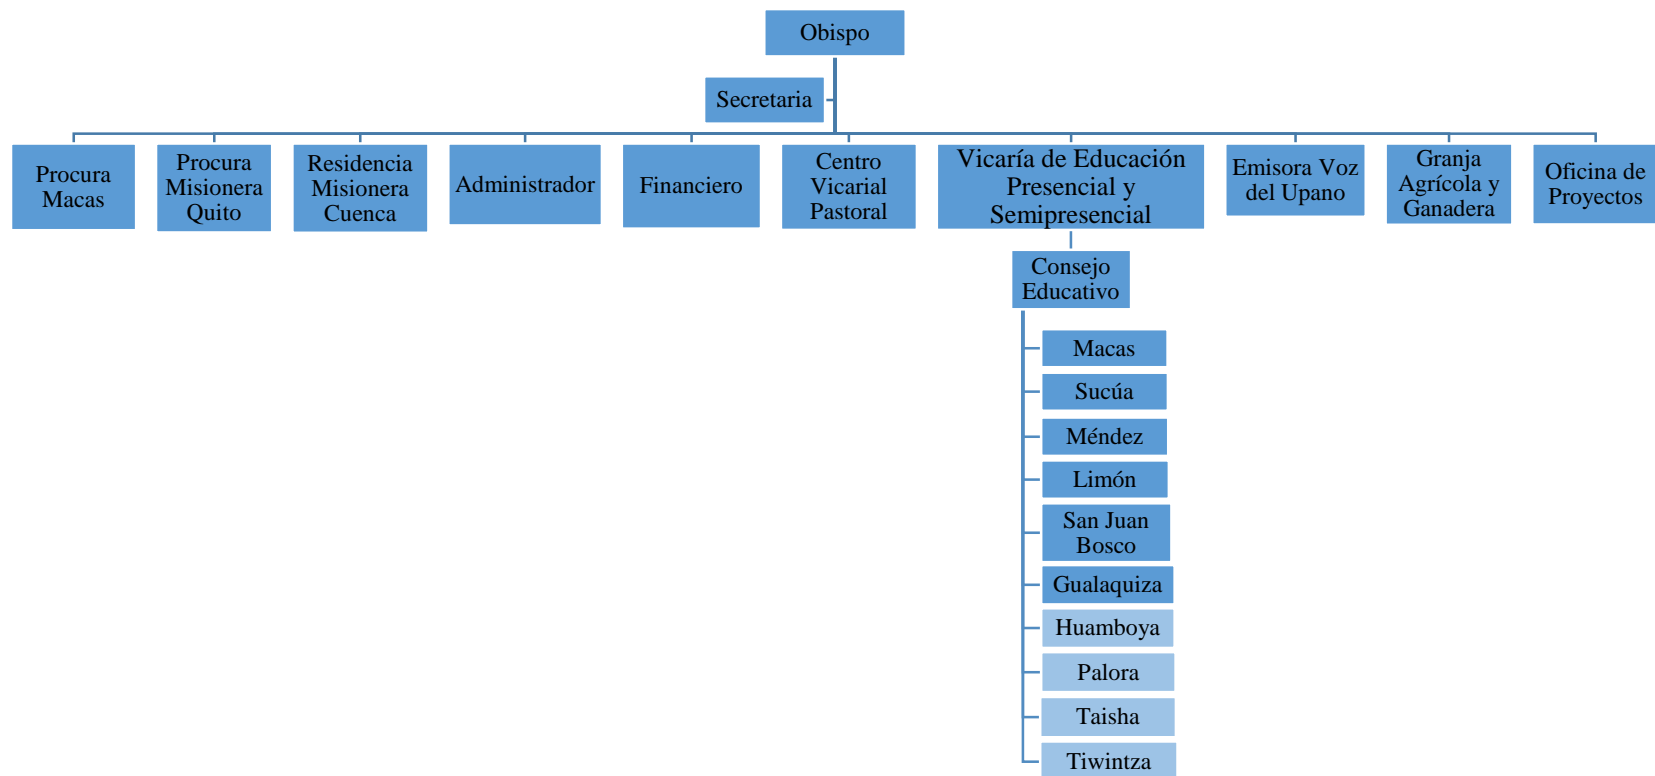 Obispo
Secretaria
Procura
Macas
Procura
Misionera
Quito
Residencia
Misionera
Cuenca
Administrador
Financiero
Centro
Vicarial
Pastoral
Vicaría de Educación
Presencial y
Semipresencial
Emisora Voz
del Upano
Granja
Agrícola y
Ganadera
Oficina de
Proyectos
Consejo
Educativo
Macas
Sucúa
Méndez
Limón
San Juan
Bosco
Gualaquiza
Huamboya
Palora
Taisha
Tiwintza